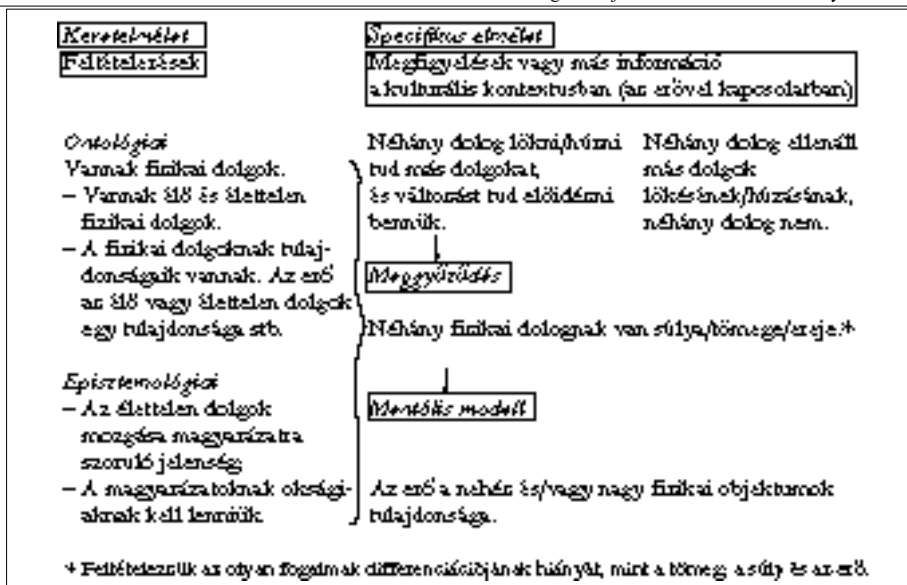 Keretelmélet
Feltételezések
Ontológiai
Vannak fizikai dolgok.
– Vannak élő és élettelen
fizikai dolgok.
– A fizikai dolgoknak tulaj-
donságaik vannak. Az erő
az élő vagy élettelen dolgok
egy tulajdonsága stb.
Episztemológiai
– Az élettelen dolgok
mozgása magyarázatra
szoruló jelenség;
– A magyarázatoknak oksági-
aknak kell lenniük.
Specifikus elmélet
Megfigyelések vagy más információ
a kulturális kontextusban (az erővel kapcsolatban)
Néhány dolog lökni/húzni
tud más dolgokat,
és változást tud előidézni
bennük.
Néhány dolog ellenáll
más dolgok
lökésének/húzásának,
néhány dolog nem.
Meggyőződés
Néhány fizikai dolognak van súlya/tömege/ereje.*
Mentális modell
Az erő a nehéz és/vagy nagy fizikai objektumok
tulajdonsága.
* Feltételezzük az olyan fogalmak differenciációjának hiányát, mint a tömeg, a súly és az erő.